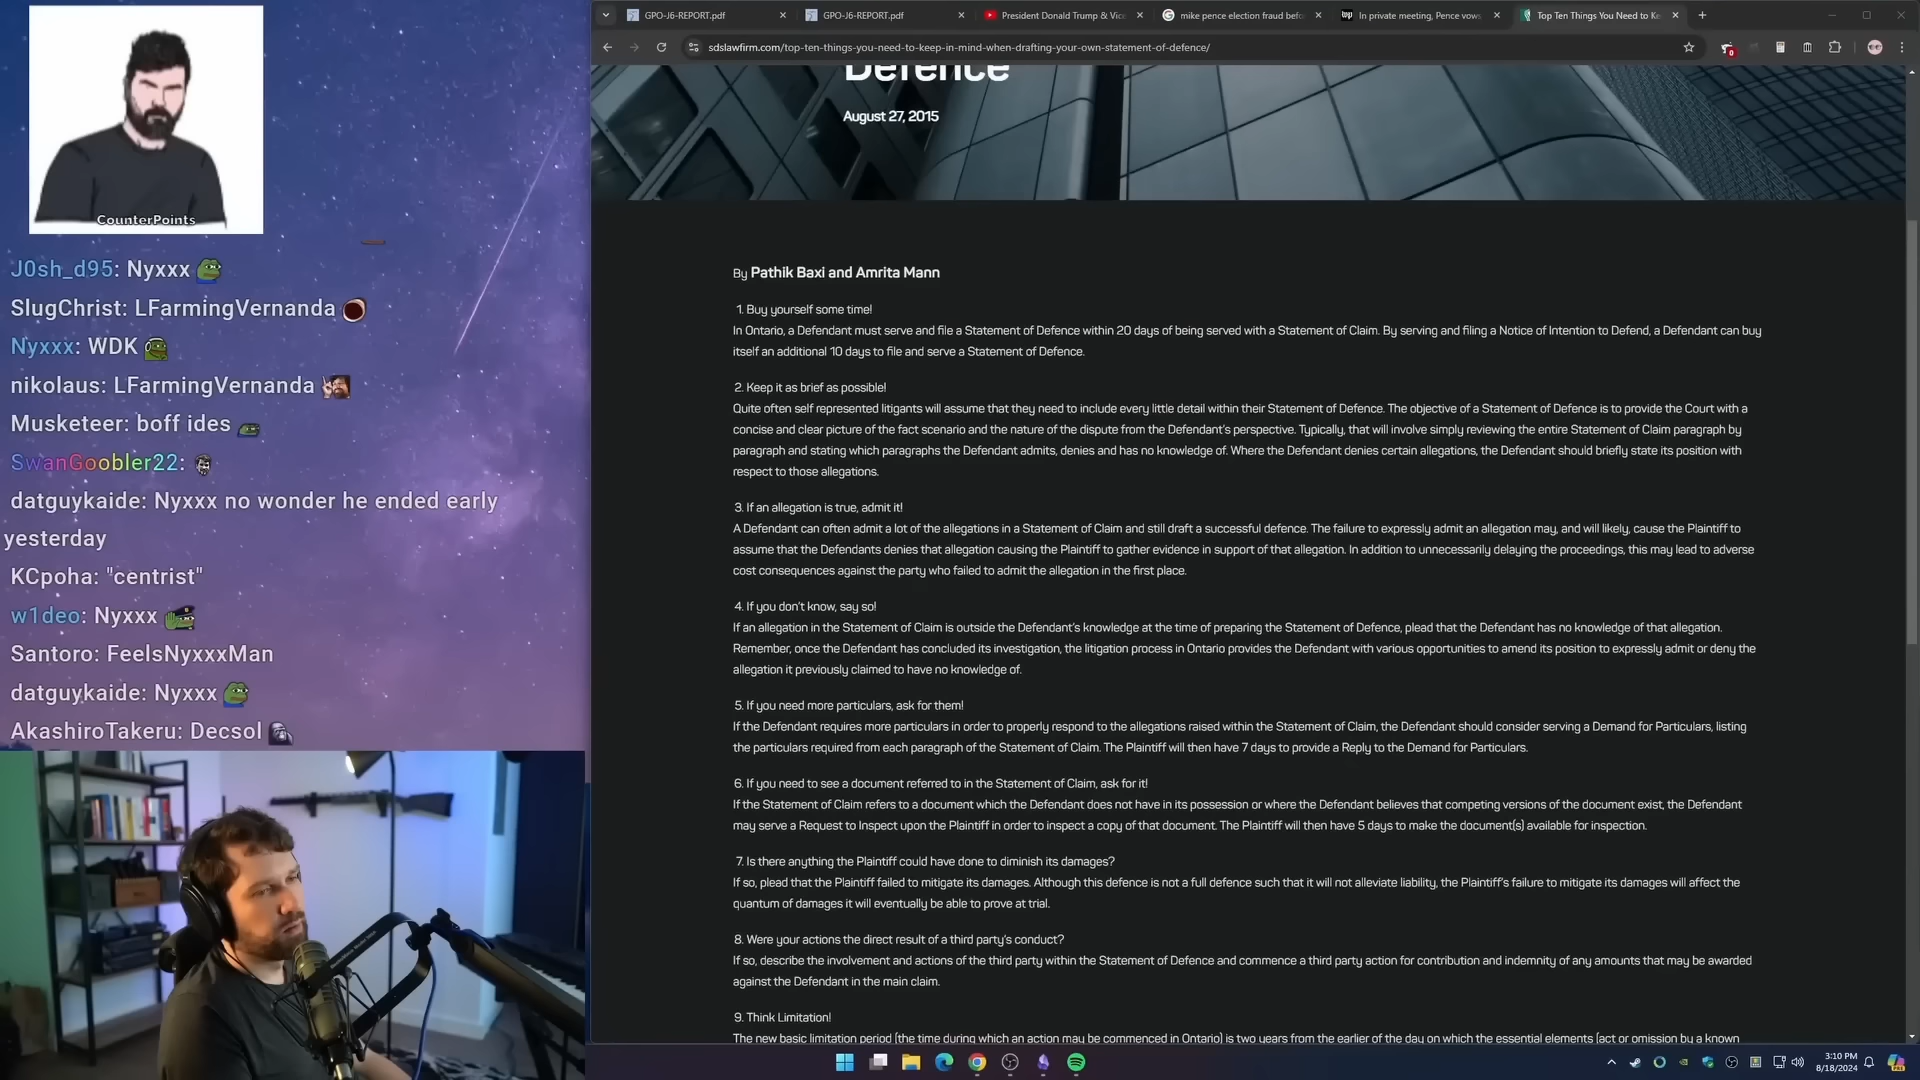 CounterPoints
J0sh_d95: Nyxxx
SlugChrist: LFarmingVernanda
Nyxxx: WDK
nikolaus: LFarmingVernanda
Musketeer: boff ides
SwanGoobler22:
datguykaide: Nyxxx no wonder he ended early
yesterday
KCpoha: "centrist"
w1deo: Nyxxx
Santoro: FeelsNyxxxMan
datguykaide: Nyxxx
AkashiroTakeru: Decsol
GPO-J6-REPORT.pdf
GPO-J6-REPORT.pdf
President Donald Trump & Vice
mike pence election fraud befo
In private meeting, Pence vows
Top Ten Things You Need to Ke
sdslawfirm.com/top-ten-things-you-need-to-keep-in-mind-when-drafting-your-own-statement-of-defence/
Defence
August 27, 2015
By Pathik Baxi and Amrita Mann
1. Buy yourself some time!
In Ontario, a Defendant must serve and file a Statement of Defence within 20 days of being served with a Statement of Claim. By serving and filing a Notice of Intention to Defend, a Defendant can buy
itself an additional 10 days to file and serve a Statement of Defence.
2. Keep it as brief as possible!
Quite often self represented litigants will assume that they need to include every little detail within their Statement of Defence. The objective of a Statement of Defence is to provide the Court with a
concise and clear picture of the fact scenario and the nature of the dispute from the Defendant's perspective. Typically, that will involve simply reviewing the entire Statement of Claim paragraph by
paragraph and stating which paragraphs the Defendant admits, denies and has no knowledge of. Where the Defendant denies certain allegations, the Defendant should briefly state its position with
respect to those allegations.
3. If an allegation is true, admit it!
A Defendant can often admit a lot of the allegations in a Statement of Claim and still draft a successful defence. The failure to expressly admit an allegation may, and will likely, cause the Plaintiff to
assume that the Defendants denies that allegation causing the Plaintiff to gather evidence in support of that allegation. In addition to unnecessarily delaying the proceedings, this may lead to adverse
cost consequences against the party who failed to admit the allegation in the first place.
4. If you don't know, say so!
If an allegation in the Statement of Claim is outside the Defendant's knowledge at the time of preparing the Statement of Defence, plead that the Defendant has no knowledge of that allegation.
Remember, once the Defendant has concluded its investigation, the litigation process in Ontario provides the Defendant with various opportunities to amend its position to expressly admit or deny the
allegation it previously claimed to have no knowledge of.
5. If you need more particulars, ask for them!
If the Defendant requires more particulars in order to properly respond to the allegations raised within the Statement of Claim, the Defendant should consider serving a Demand for Particulars, listing
the particulars required from each paragraph of the Statement of Claim. The Plaintiff will then have 7 days to provide a Reply to the Demand for Particulars.
6. If you need to see a document referred to in the Statement of Claim, ask for it!
If the Statement of Claim refers to a document which the Defendant does not have in its possession or where the Defendant believes that competing versions of the document exist, the Defendant
may serve a Request to Inspect upon the Plaintiff in order to inspect a copy of that document. The Plaintiff will then have 5 days to make the document(s) available for inspection.
7. Is there anything the Plaintiff could have done to diminish its damages?
If so, plead that the Plaintiff failed to mitigate its damages. Although this defence is not a full defence such that it will not alleviate liability, the Plaintiff's failure to mitigate its damages will affect the
quantum of damages it will eventually be able to prove at trial.
8. Were your actions the direct result of a third party's conduct?
If so, describe the involvement and actions of the third party within the Statement of Defence and commence a third party action for contribution and indemnity of any amounts that may be awarded
against the Defendant in the main claim.
9. Think Limitation!
The new basic limitation period (the time during which an action may be commenced in Ontario) is two years from the earlier of the day on which the essential elements (act or omission by a known
3:10 PM
8/18/2024